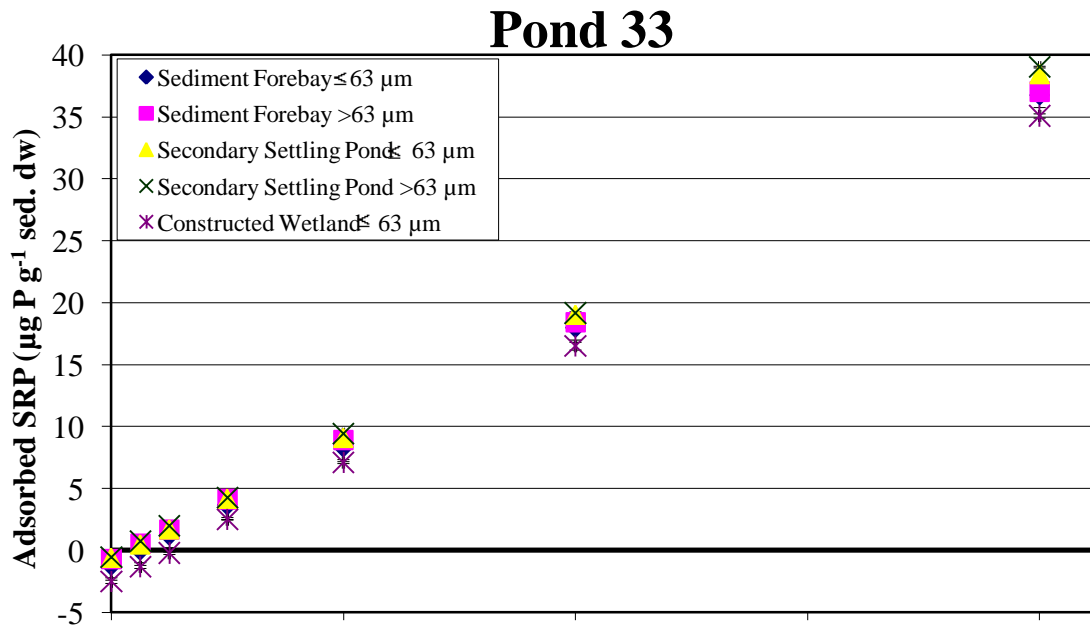 Pond 33
Adsorbed SRP (µg P g⁻¹ sed. dw)
40
35
30
25
20
15
10
5
0
-5
Sediment Forebay ≤ 63 µm
Sediment Forebay >63 µm
Secondary Settling Pond ≤ 63 µm
Secondary Settling Pond >63 µm
Constructed Wetland ≤ 63 µm